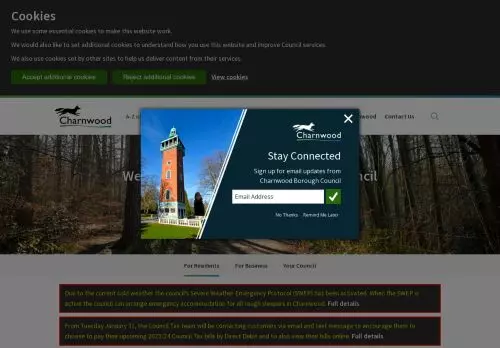 Cookies
We use some essential cookies to make this website work.
We would also like to set additional cookies to understand how you use this website and improve Council services.
We also use cookies set by other sites to help us deliver content from their services.
Accept additional cookies
Reject additional cookies
View cookies
Charnwood
A-Z
Contact Us
Charnwood
Stay Connected
Sign up for email updates from
Charnwood Borough Council
Email Address
No Thanks
Remind Me Later
For Residents
For Business
Your Council
Due to the current cold weather the council's Severe Weather Emergency Protocol (SWEP) has been activated. When the SWEP is
active the council can arrange emergency accommodation for all rough sleepers in Charnwood. Full details
From Tuesday January 31, the Council Tax team will be contacting customers via email and text message to encourage them to
choose to pay their upcoming 2023/24 Council Tax bills by Direct Debit and to also view their bills online. Full details